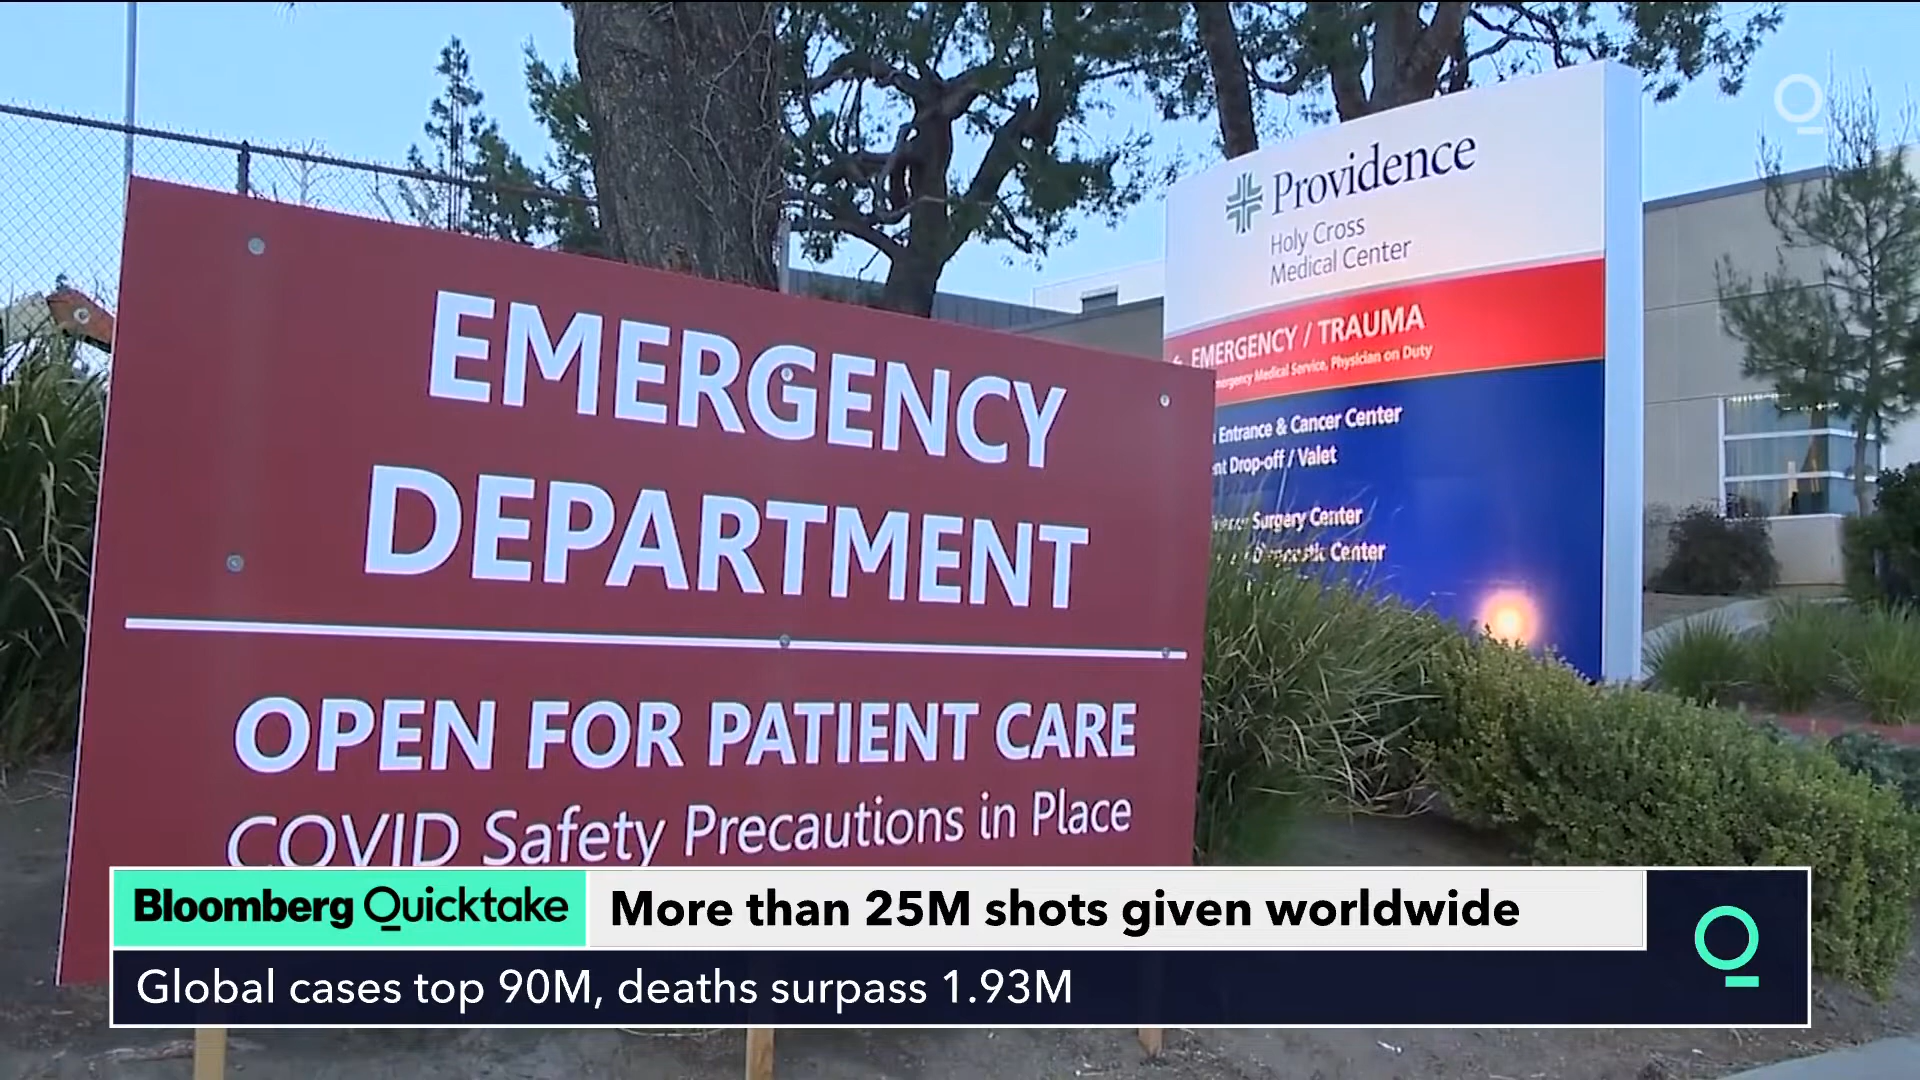 Providence
Holy Cross
Medical Center
EMERGENCY / TRAUMA
Medical Service, Physician on Duty
Entrance & Cancer Center
Drop-off / Valet
Surgery Center
Center
EMERGENCY
DEPARTMENT
OPEN FOR PATIENT CARE
COVID Safety Precautions in Place
Bloomberg Quicktake
More than 25M shots given worldwide
Global cases top 90M, deaths surpass 1.93M